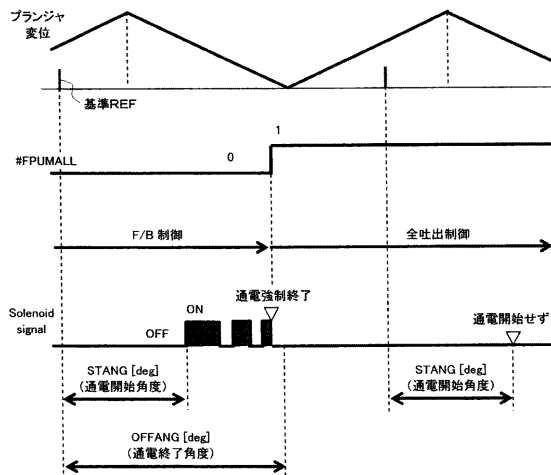 プランジャ
変位
基準REF
1
0
#FPUMALL
F/B 制御
全吐出制御
通電強制終了
ON
Solenoid
signal
OFF
通電開始せず
STANG [deg]
(通電開始角度)
STANG [deg]
(通電開始角度)
OFFANG [deg]
(通電終了角度)